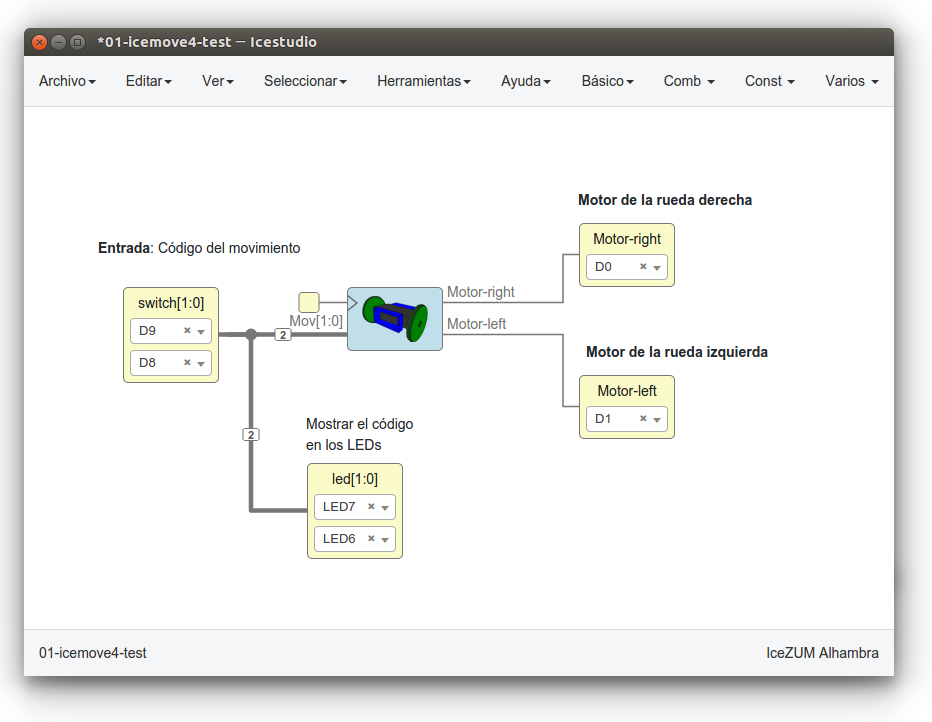 *01-icemove4-test – Icestudio
Archivo Editar Ver Seleccionar Herramientas Ayuda Básico Comb Const Varios
Motor de la rueda derecha
Motor-right
D0
Entrada: Código del movimiento
switch[1:0]
D9
D8
Mov[1:0]
2
Motor-right
Motor-left
Motor de la rueda izquierda
Motor-left
D1
2
Mostrar el código
en los LEDs
led[1:0]
LED7
LED6
01-icemove4-test
IceZUM Alhambra